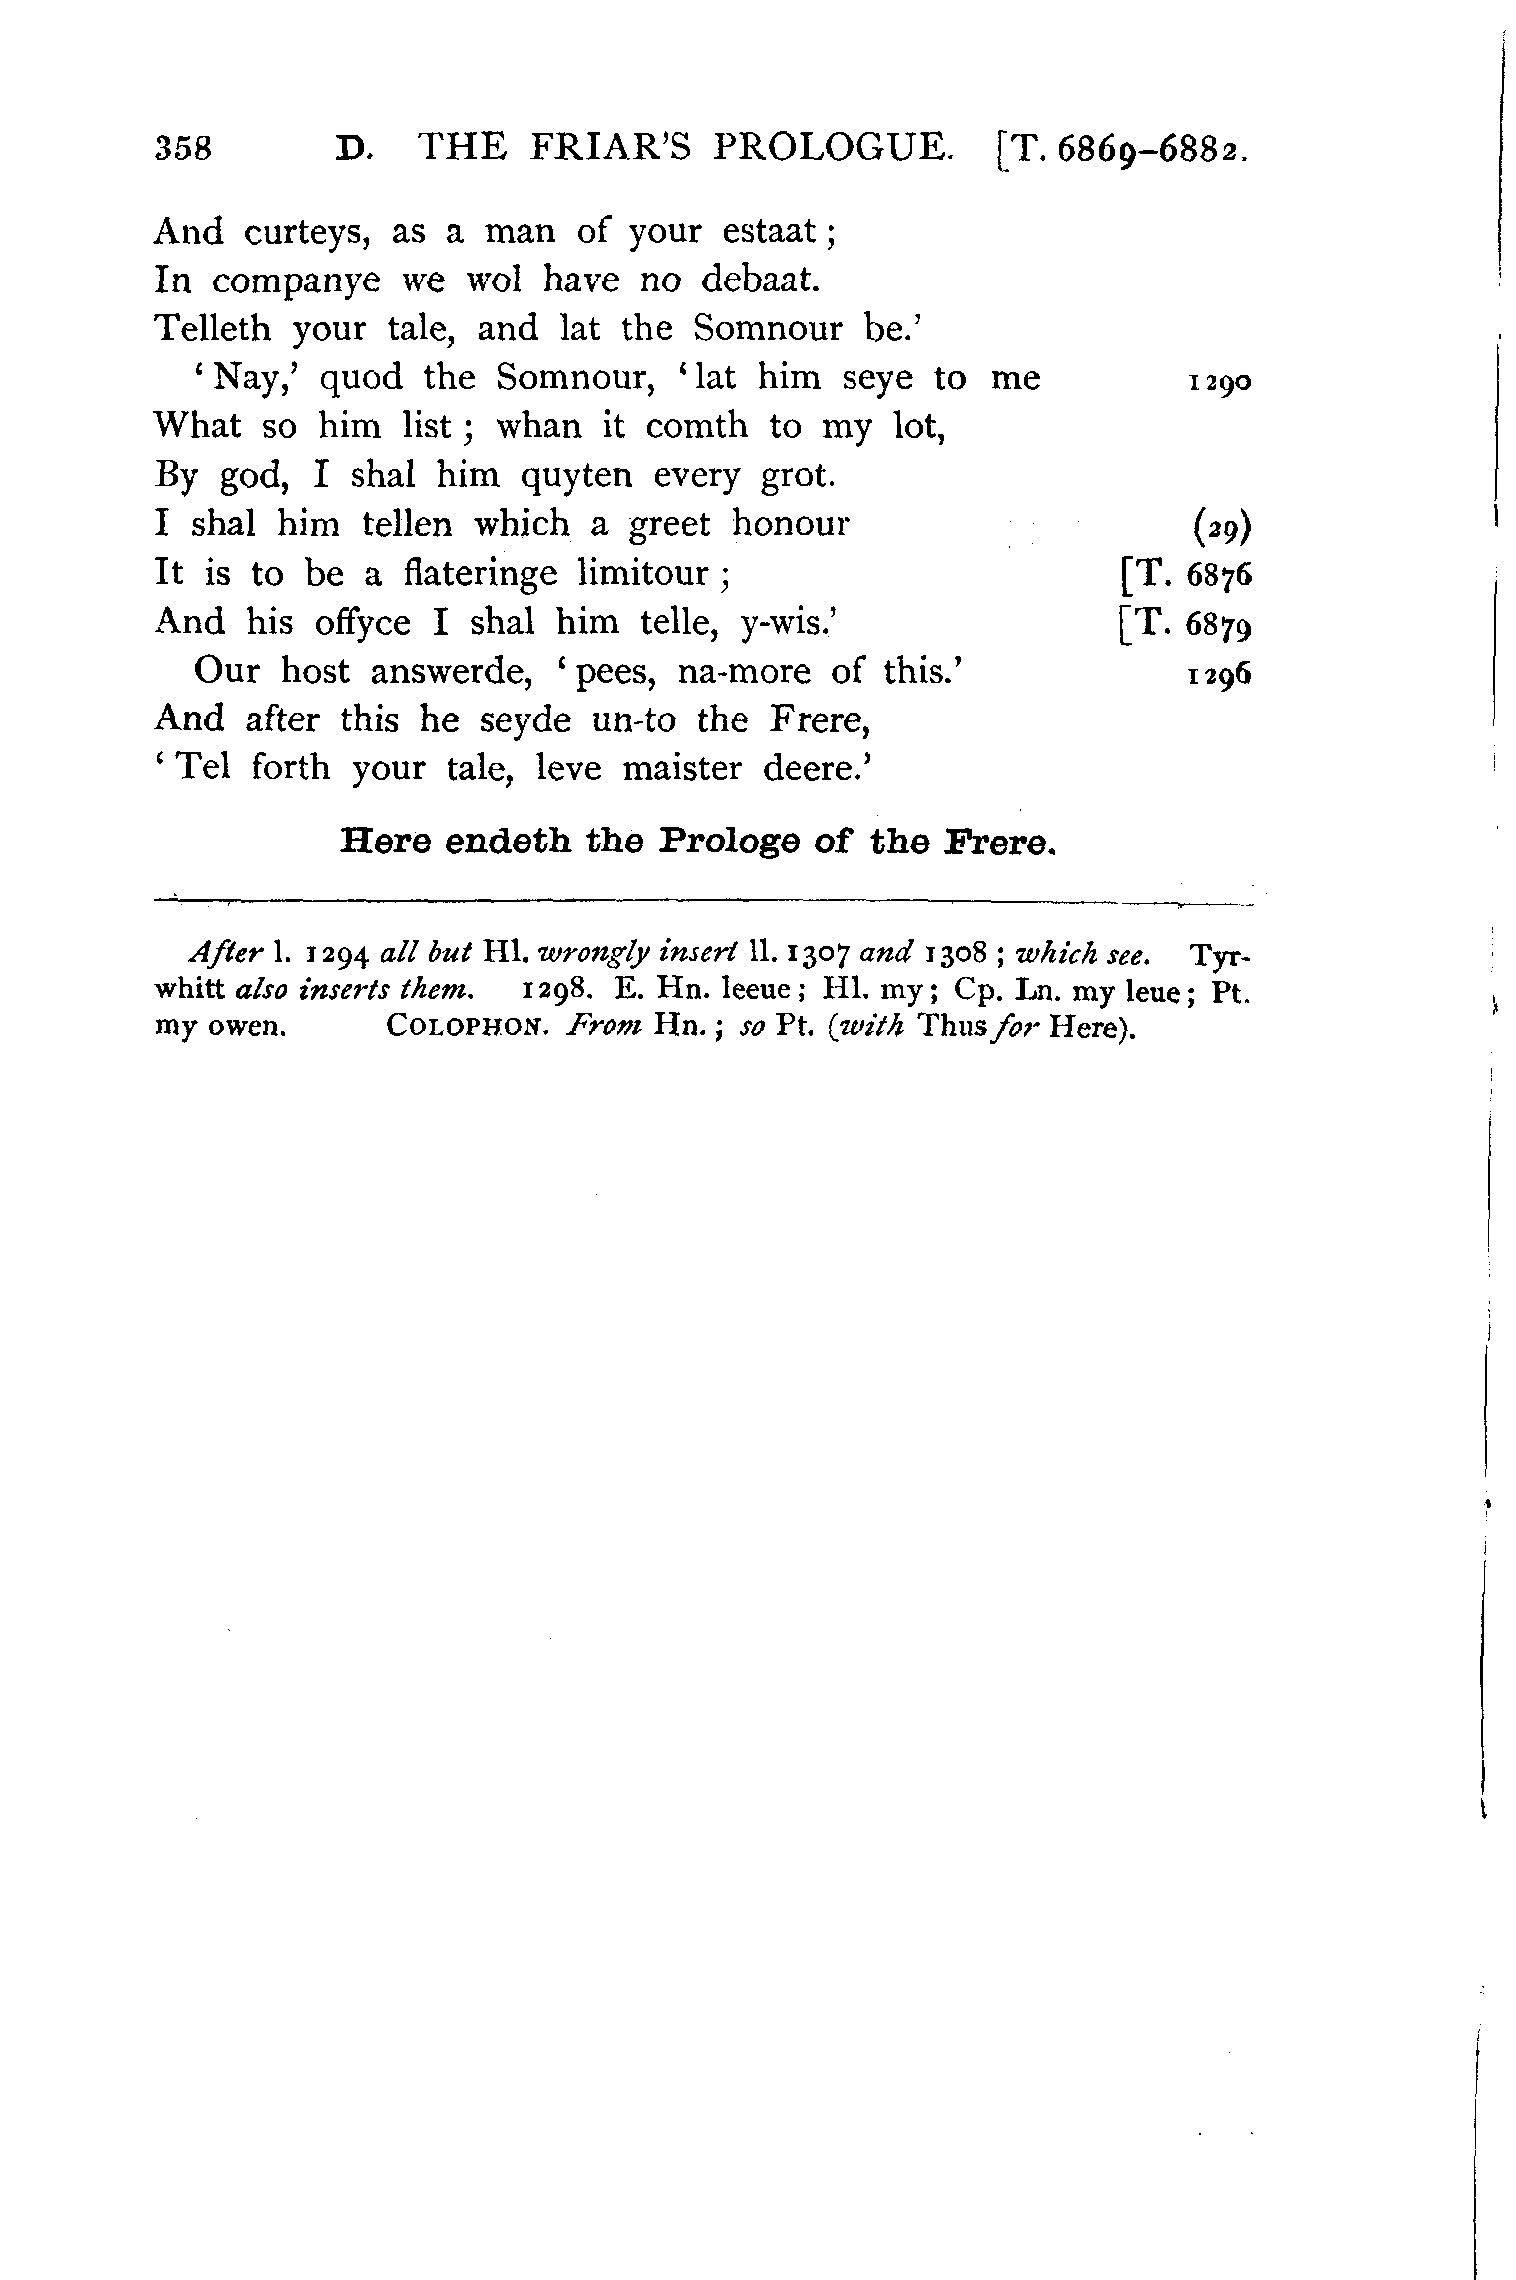 358 D. THE FRIAR'S PROLOGUE. [T. 6869–6882.
And curteys, as a man of your estaat ;
In companye we wol have no debaat.
Telleth your tale, and lat the Somnour be.'
‘ Nay,' quod the Somnour, ‘ lat him seye to me 1290
What so him list ; whan it comth to my lot,
By god, I shal him quyten every grot.
I shal him tellen which a greet honour (29)
It is to be a flateringe limitour ; [T. 6876
And his offyce I shal him telle, y-wis.' [T. 6879
Our host answerde, ‘ pees, na-more of this.' 1296
And after this he seyde un-to the Frere,
‘ Tel forth your tale, leve maister deere.'
Here endeth the Prologe of the Frere.
After l. 1294 all but Hl. wrongly insert ll. 1307 and 1308 ; which see. Tyr-
whitt also inserts them. 1298. E. Hn. leeue ; Hl. my ; Cp. Ln. my leue ; Pt.
my owen. COLOPHON. From Hn. ; so Pt. (with Thus for Here).